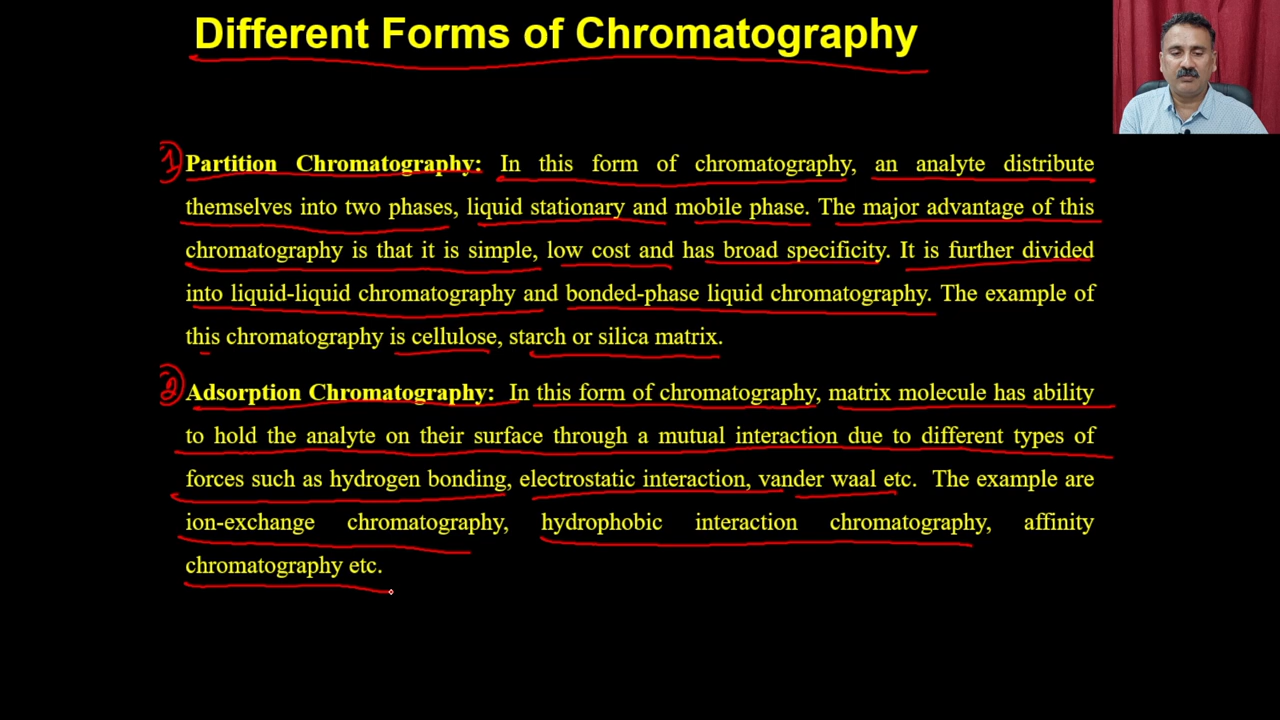 Different Forms of Chromatography
1 Partition Chromatography: In this form of chromatography, an analyte distribute
themselves into two phases, liquid stationary and mobile phase. The major advantage of this
chromatography is that it is simple, low cost and has broad specificity. It is further divided
into liquid-liquid chromatography and bonded-phase liquid chromatography. The example of
this chromatography is cellulose, starch or silica matrix.
2 Adsorption Chromatography: In this form of chromatography, matrix molecule has ability
to hold the analyte on their surface through a mutual interaction due to different types of
forces such as hydrogen bonding, electrostatic interaction, vander waal etc. The example are
ion-exchange chromatography, hydrophobic interaction chromatography, affinity
chromatography etc.